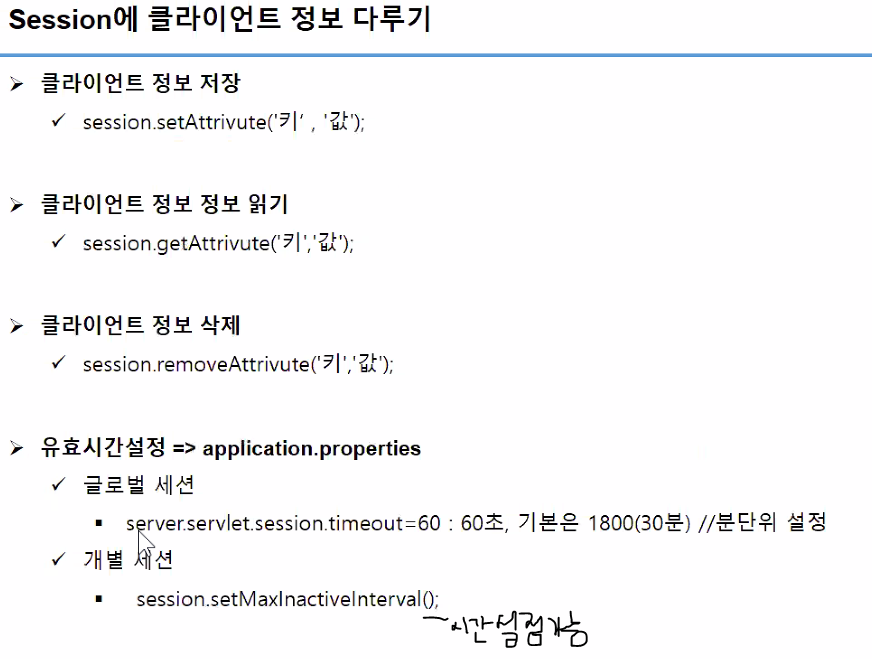 Session에 클라이언트 정보 다루기
➢ 클라이언트 정보 저장
✓ session.setAttrivute('키‘ , '값');
➢ 클라이언트 정보 정보 읽기
✓ session.getAttrivute('키','값');
➢ 클라이언트 정보 삭제
✓ session.removeAttrivute('키','값');
➢ 유효시간설정 => application.properties
✓ 글로벌 세션
▪ server.servlet.session.timeout=60 : 60초, 기본은 1800(30분) //분단위 설정
✓ 개별 세션
▪ session.setMaxInactiveInterval();
시간 설정가능